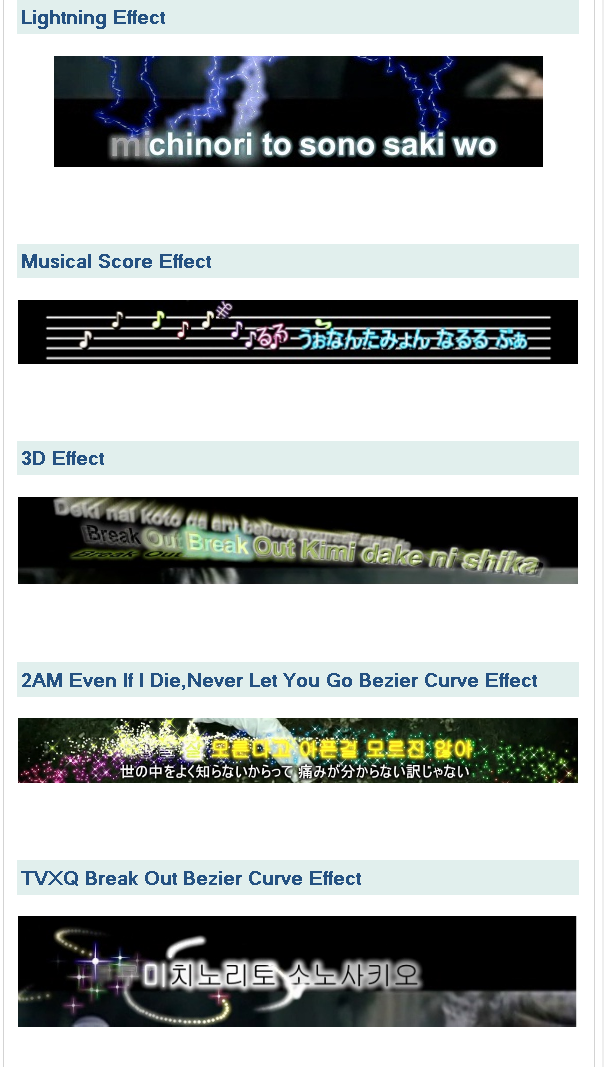 Lightning Effect
michinori to sono saki wo
Musical Score Effect
るる うぉなんたみょん なるる ぶぁ
3D Effect
Deki nai koto ga aru believe
Break Out Break Out Kimi dake ni shika
Break Out
2AM Even If I Die,Never Let You Go Bezier Curve Effect
잘 모른다고 아픈걸 모르진 않아
世の中をよく知らないからって 痛みが分からない訳じゃない
TVXQ Break Out Bezier Curve Effect
미치노리토 소노사키오